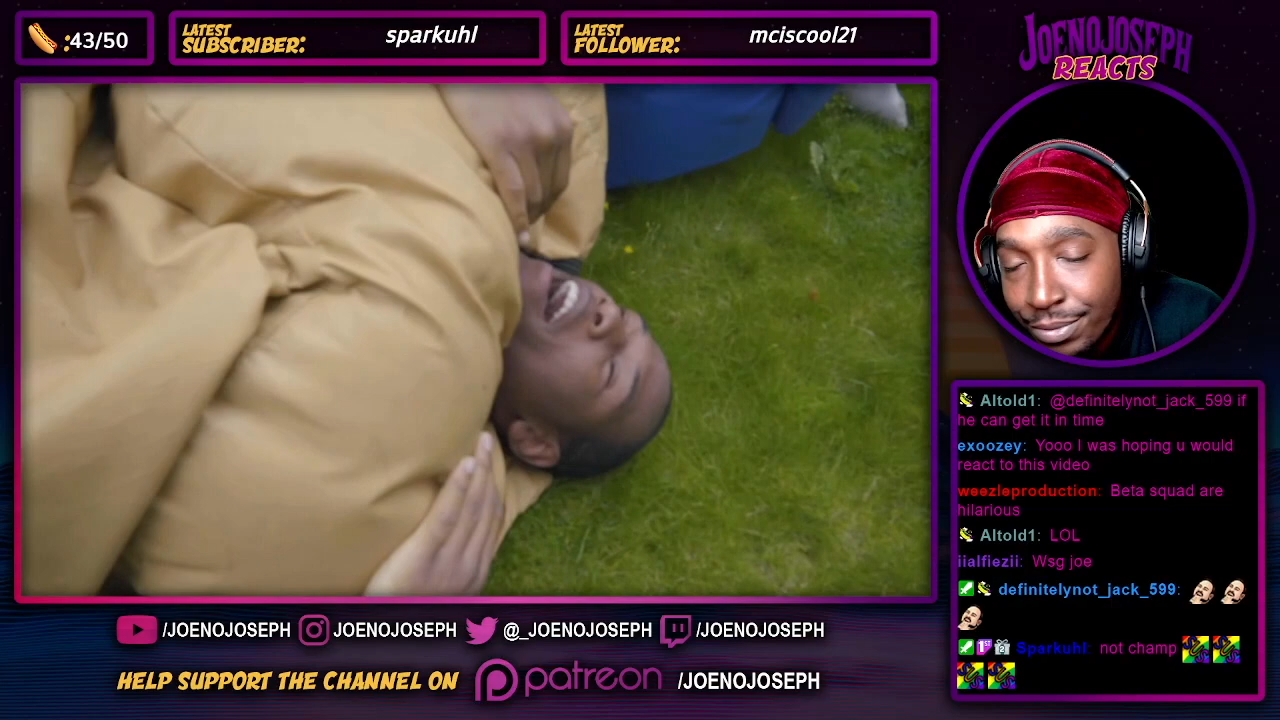 :43/50
LATEST SUBSCRIBER:
sparkuhl
LATEST FOLLOWER:
mciscool21
JOENOJOSEPH
REACTS
Altold1: @definitelynot_jack_599 if
he can get it in time
exoozey: Yooo I was hoping u would
react to this video
weezleproduction: Beta squad are
hilarious
Altold1: LOL
iialfiezii: Wsg joe
definitelynot_jack_599:
Sparkuhl: not champ
/JOENOJOSEPH
JOENOJOSEPH
@_JOENOJOSEPH
/JOENOJOSEPH
HELP SUPPORT THE CHANNEL ON patreon /JOENOJOSEPH